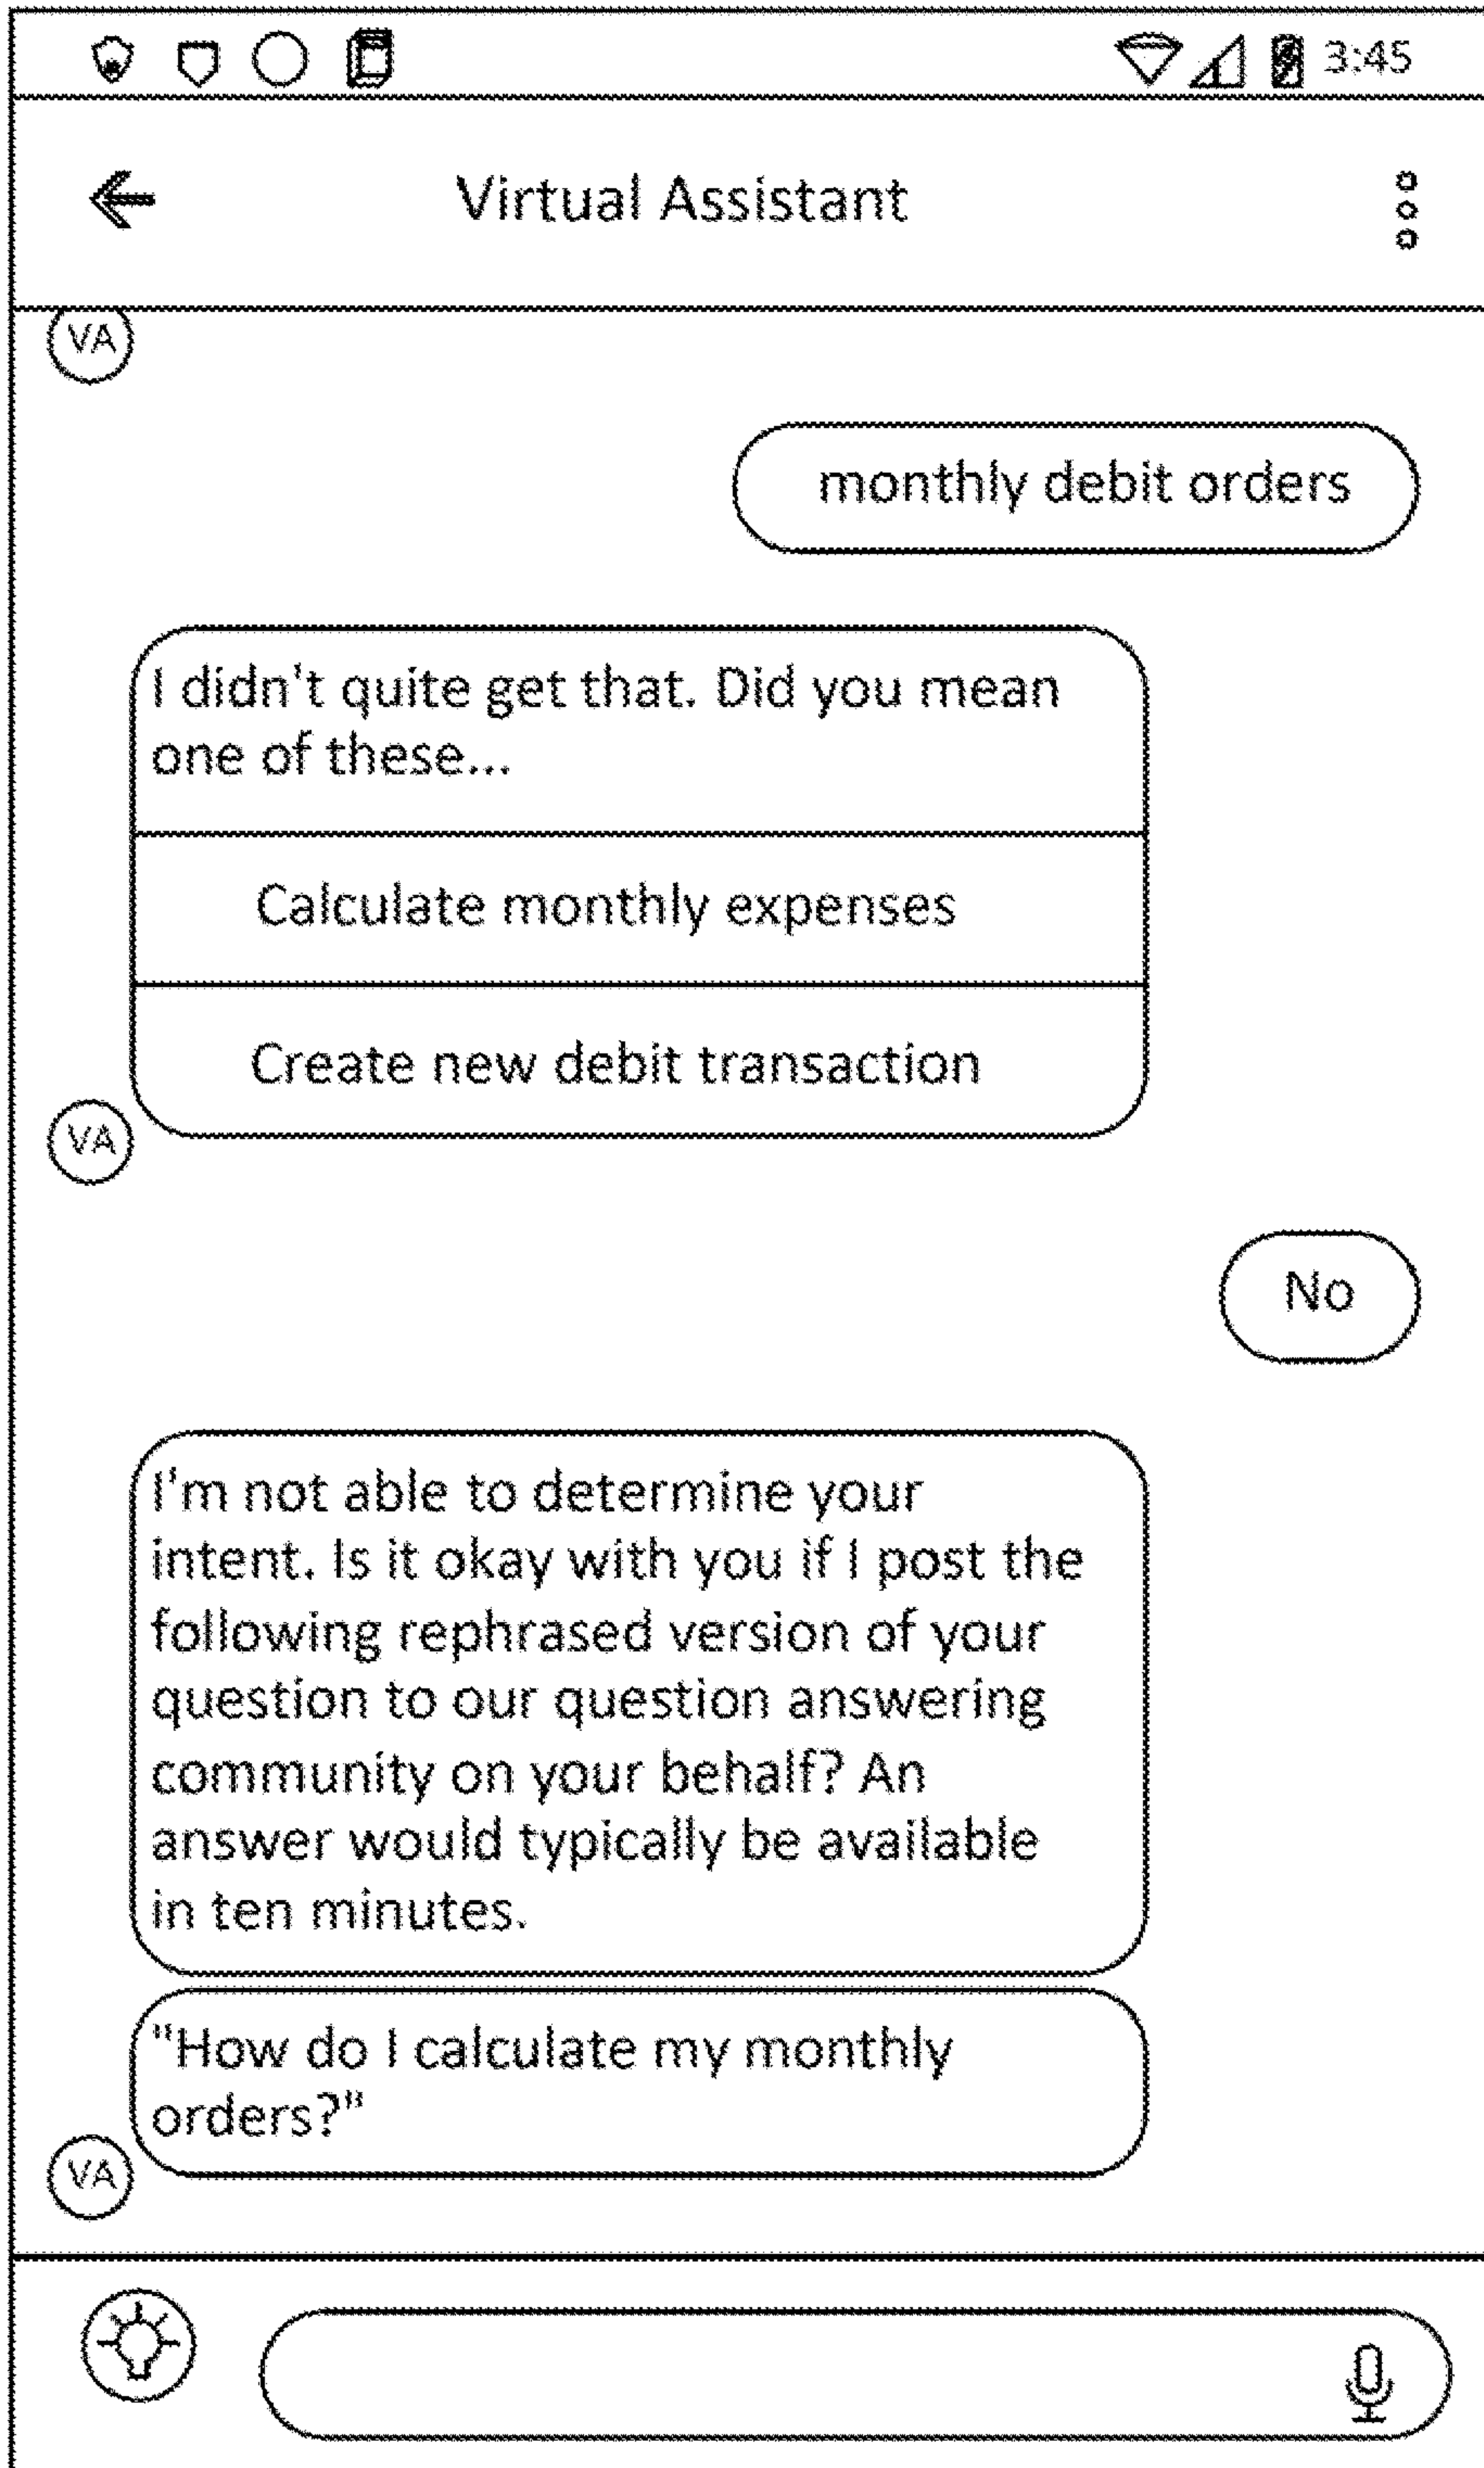 3:45
Virtual Assistant
VA
monthly debit orders
I didn't quite get that. Did you mean
one of these...
Calculate monthly expenses
Create new debit transaction
VA
No
I'm not able to determine your
intent. Is it okay with you if I post the
following rephrased version of your
question to our question answering
community on your behalf? An
answer would typically be available
in ten minutes.
"How do I calculate my monthly
orders?"
VA